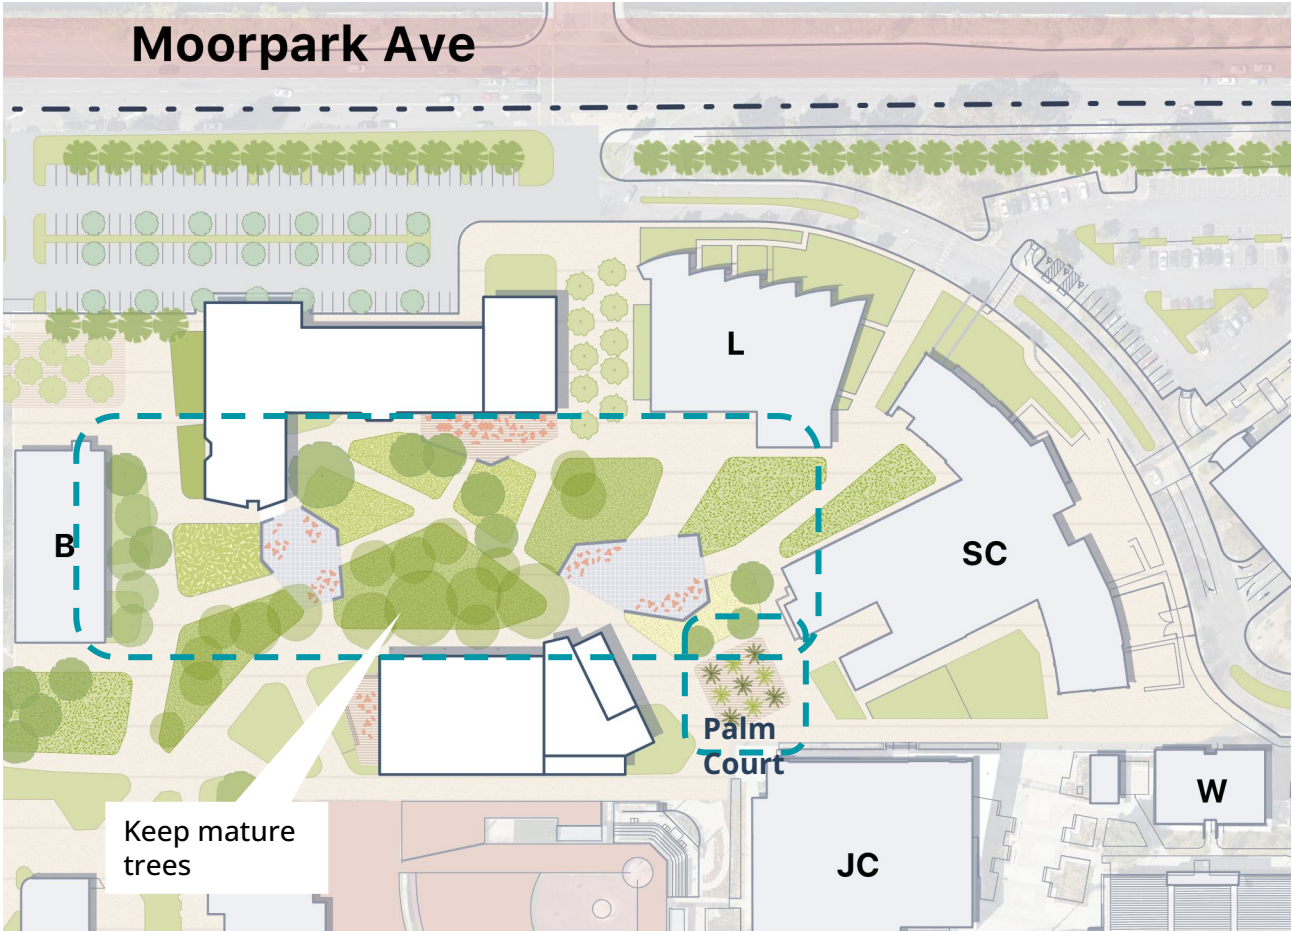 Moorpark Ave
L
B
SC
Palm
Court
W
Keep mature
trees
JC